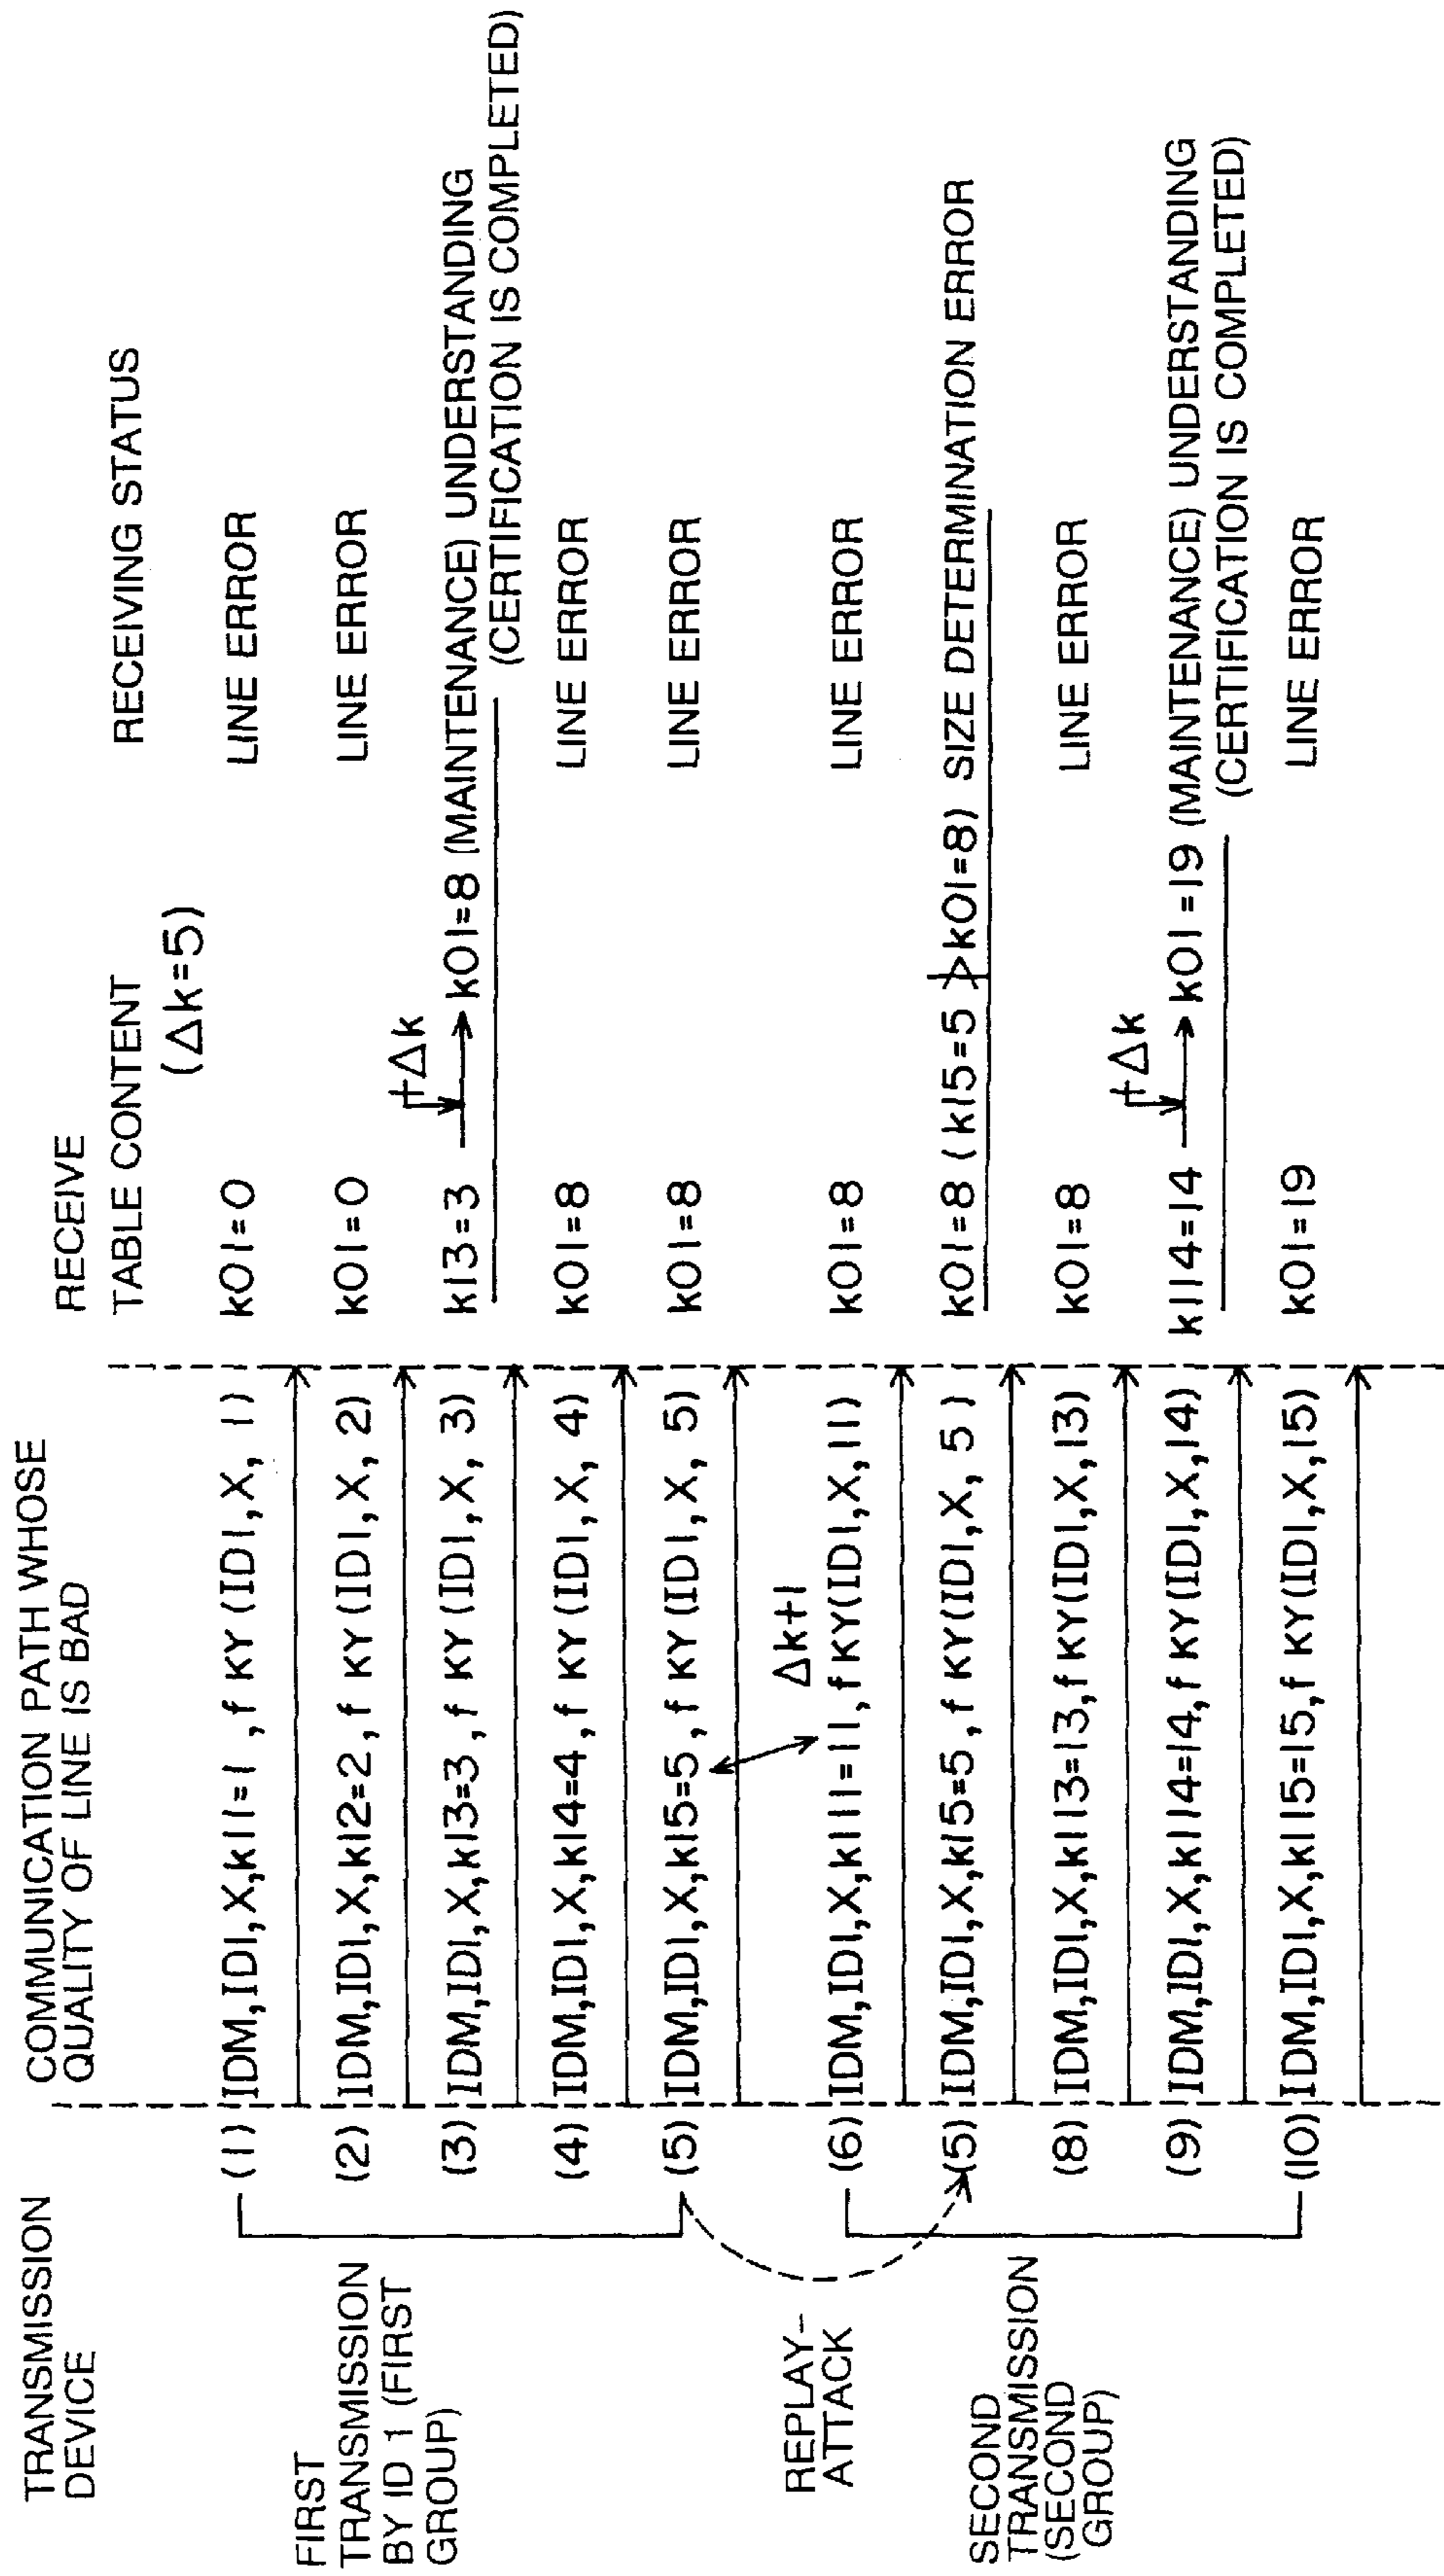 TRANSMISSION
DEVICE
COMMUNICATION PATH WHOSE
QUALITY OF LINE IS BAD
RECEIVE
TABLE CONTENT
(Δk=5)
RECEIVING STATUS
FIRST
TRANSMISSION
BY ID 1 (FIRST
GROUP)
(1) IDM,ID1,X,k11=1 ,f KY (ID1,X, 1)
k01=0
LINE ERROR
(2) IDM,ID1,X,k12=2,f KY (ID1,X, 2)
k01=0
LINE ERROR
(3) IDM,ID1,X,k13=3 ,f KY (ID1,X, 3)
+Δk
k13=3 → k01=8 (MAINTENANCE) UNDERSTANDING
(CERTIFICATION IS COMPLETED)
(4) IDM,ID1,X,k14=4 ,f KY (ID1,X, 4)
k01=8
LINE ERROR
(5) IDM,ID1,X,k15=5 ,f KY (ID1,X, 5)
k01=8
LINE ERROR
REPLAY-
ATTACK
Δk+1
SECOND
TRANSMISSION
(SECOND
GROUP)
(6) IDM,ID1,X,k111=11,f KY(ID1,X,11)
k01=8
LINE ERROR
(5) IDM,ID1,X,k15=5 ,f KY(ID1,X, 5 )
k01=8 (k15=5 ≯ k01=8) SIZE DETERMINATION ERROR
(8) IDM,ID1,X,k113=13,f KY(ID1,X,13)
k01=8
LINE ERROR
(9) IDM,ID1,X,k114=14,f KY(ID1,X,14)
+Δk
k114=14 → k01=19 (MAINTENANCE) UNDERSTANDING
(CERTIFICATION IS COMPLETED)
(10) IDM,ID1,X,k115=15,f KY(ID1,X,15)
k01=19
LINE ERROR